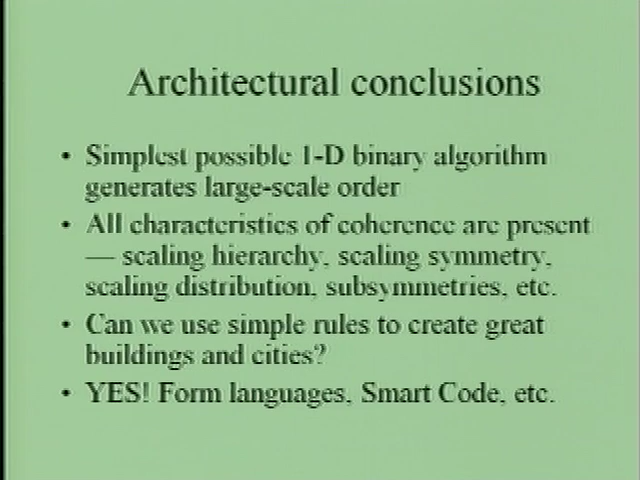 Architectural conclusions
• Simplest possible 1-D binary algorithm
generates large-scale order
• All characteristics of coherence are present
— scaling hierarchy, scaling symmetry,
scaling distribution, subsymmetries, etc.
• Can we use simple rules to create great
buildings and cities?
• YES! Form languages, Smart Code, etc.